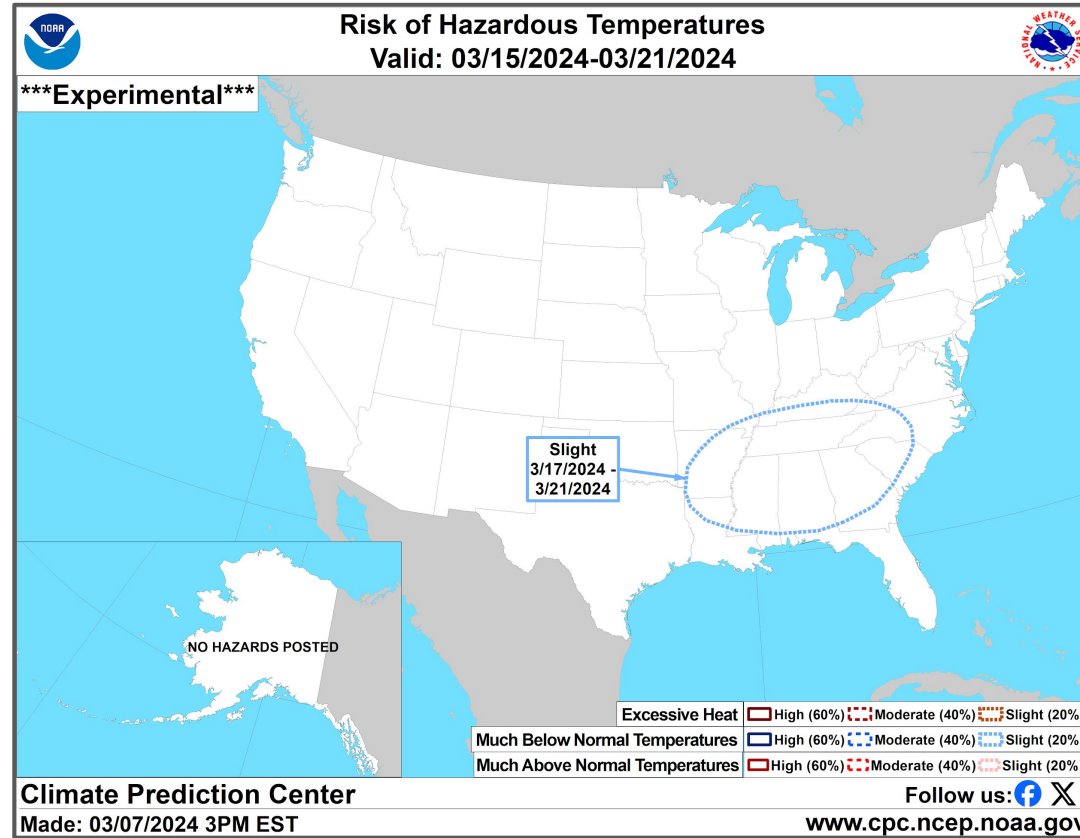 NOAA
Risk of Hazardous Temperatures
Valid: 03/15/2024-03/21/2024
NATIONAL WEATHER SERVICE
***Experimental***
Slight
3/17/2024 -
3/21/2024
NO HAZARDS POSTED
Excessive Heat High (60%) Moderate (40%) Slight (20%
Much Below Normal Temperatures High (60%) Moderate (40%) Slight (20%
Much Above Normal Temperatures High (60%) Moderate (40%) Slight (20%
Climate Prediction Center
Follow us:
Made: 03/07/2024 3PM EST
www.cpc.ncep.noaa.gov